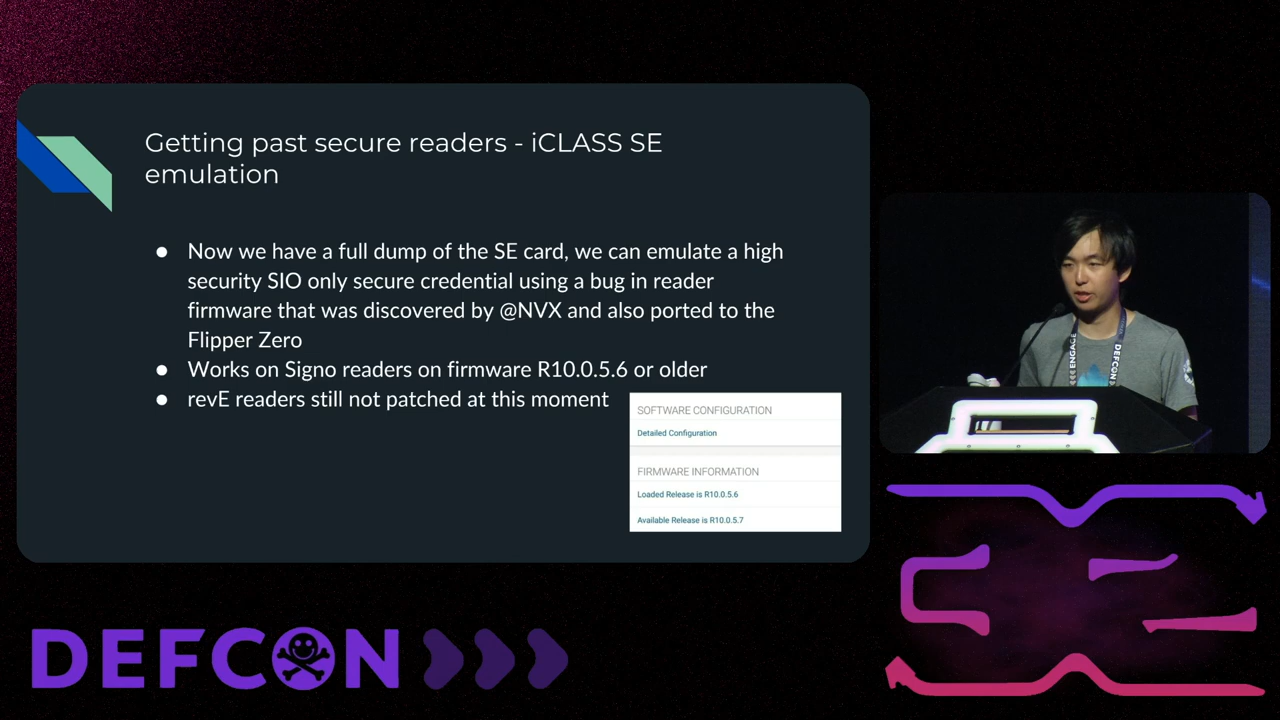 Getting past secure readers - iCLASS SE
emulation
● Now we have a full dump of the SE card, we can emulate a high
security SIO only secure credential using a bug in reader
firmware that was discovered by @NVX and also ported to the
Flipper Zero
● Works on Signo readers on firmware R10.0.5.6 or older
● revE readers still not patched at this moment
SOFTWARE CONFIGURATION
Detailed Configuration
FIRMWARE INFORMATION
Loaded Release is R10.0.5.6
Available Release is R10.0.5.7
ENGAGE
DEFCON
DEFCON